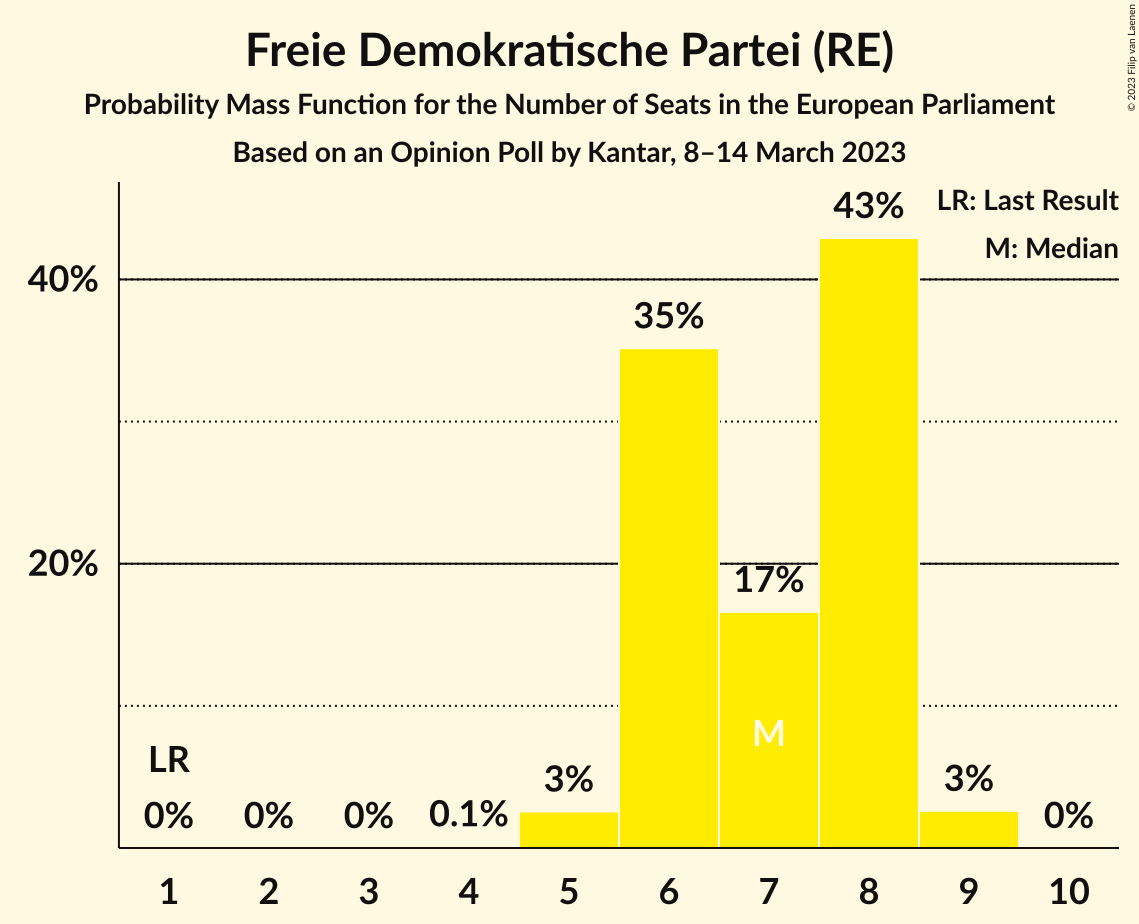 Freie Demokratische Partei (RE)
Probability Mass Function for the Number of Seats in the European Parliament
Based on an Opinion Poll by Kantar, 8–14 March 2023
© 2023 Filip van Laenen
LR: Last Result
M: Median
43%
40%
35%
20%
17%
M
LR
3%
3%
0%
0%
0%
0.1%
0%
1 2 3 4 5 6 7 8 9 10